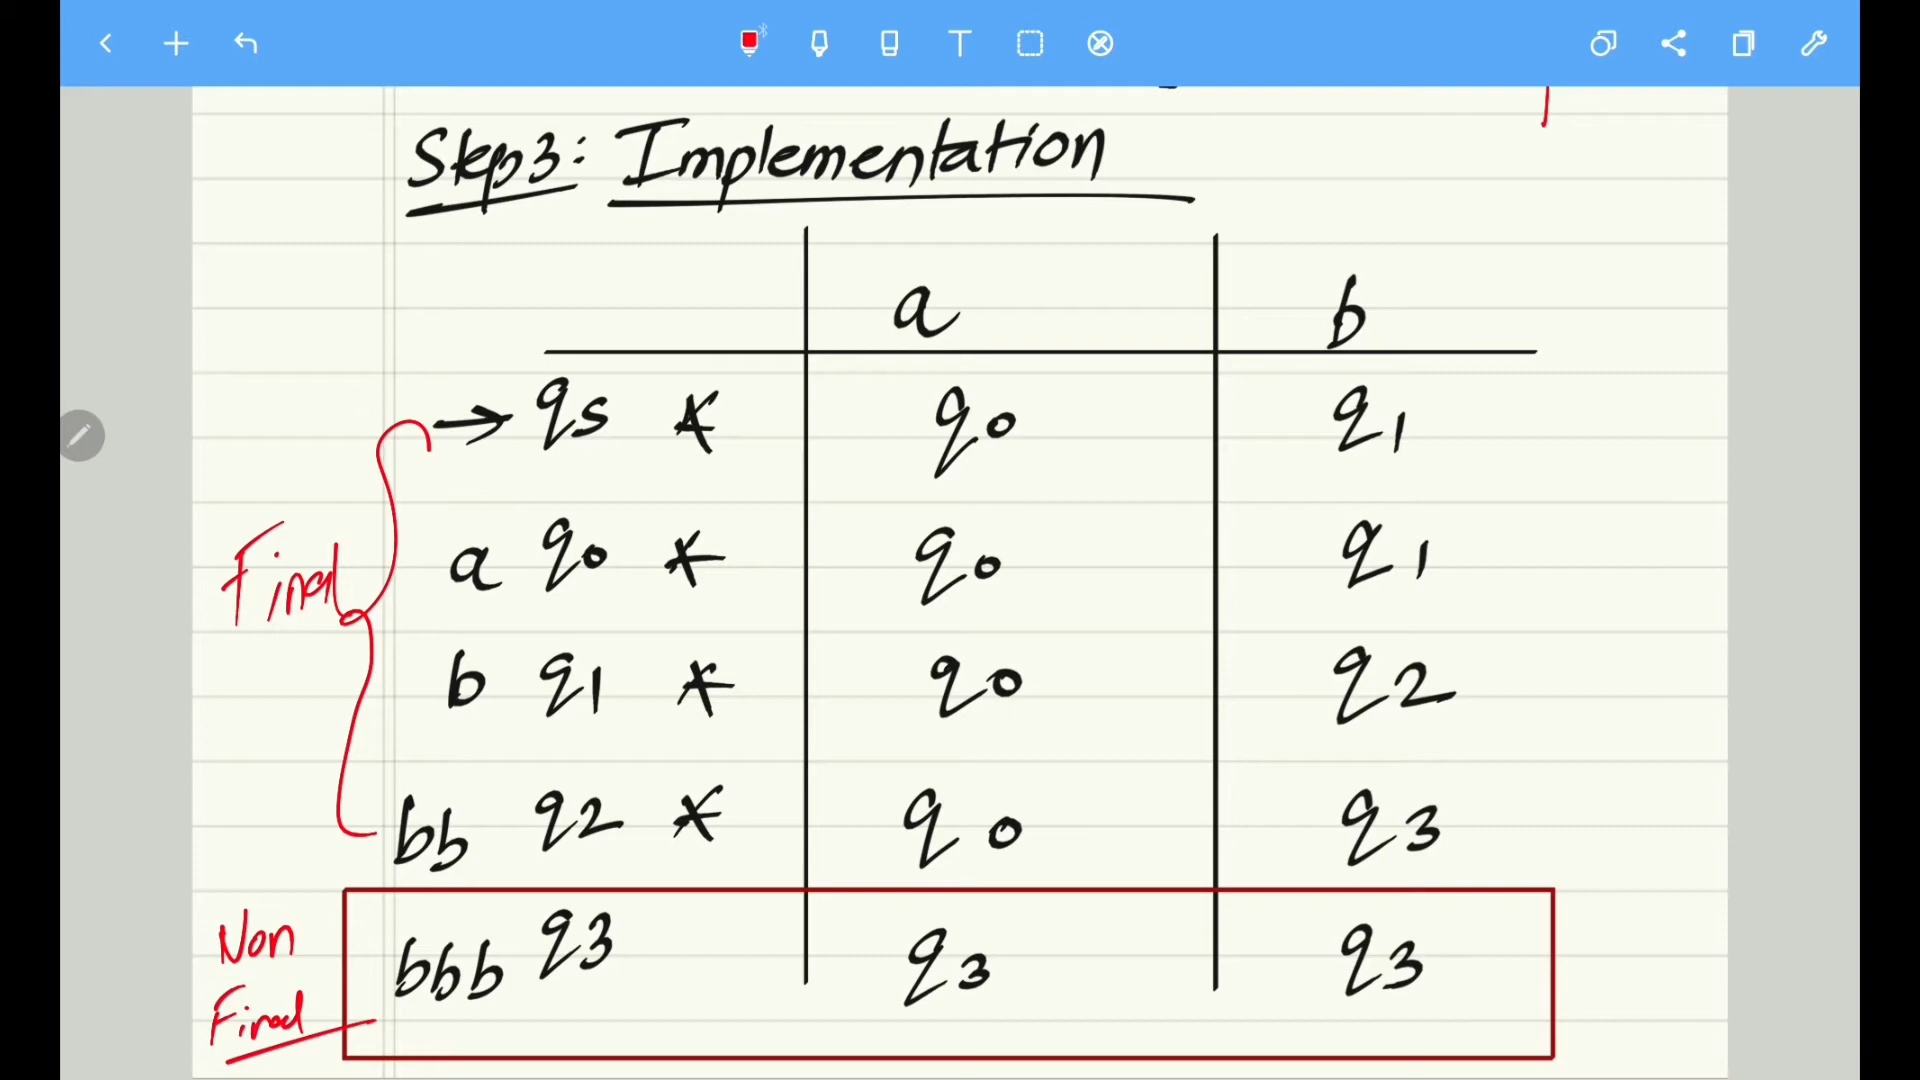 Step3: Implementation
a b
→ qs * q0 q1
Final
a q0 * q0 q1
b q1 * q0 q2
bb q2 * q0 q3
Non
Final
bbb q3 q3 q3